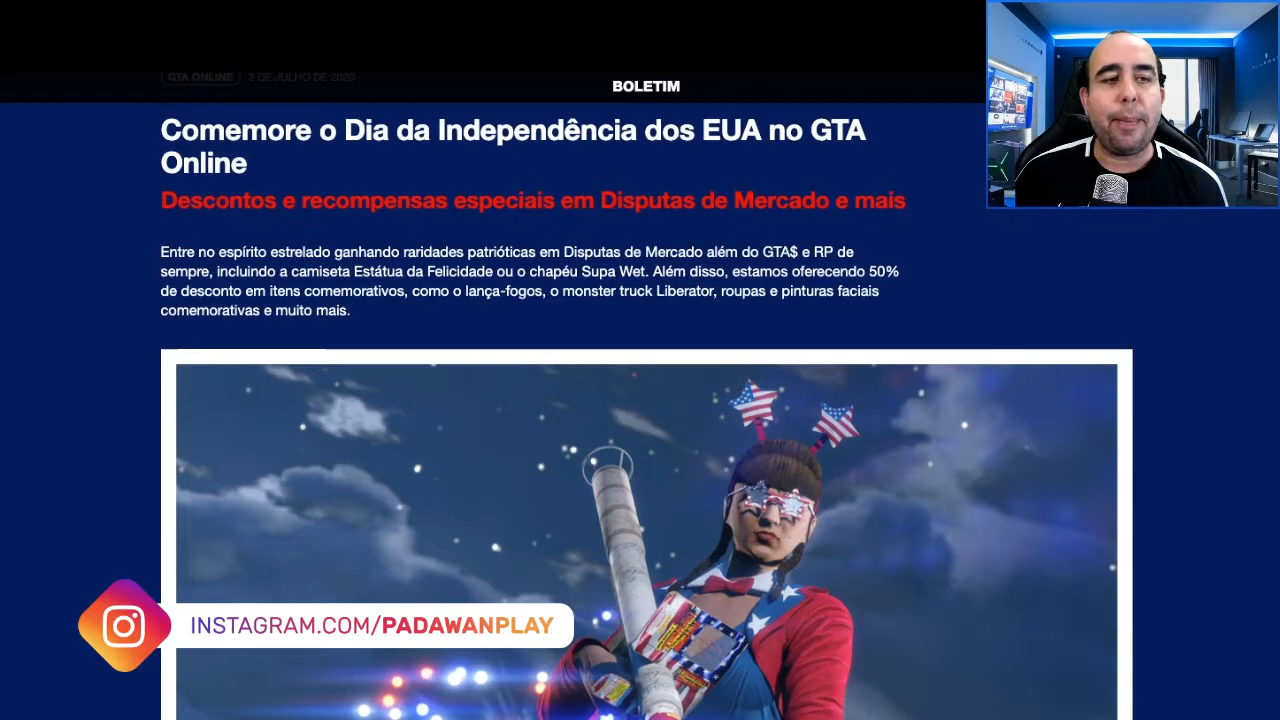 GTA ONLINE 2 DE JULHO DE 2020
BOLETIM
Comemore o Dia da Independência dos EUA no GTA
Online
Descontos e recompensas especiais em Disputas de Mercado e mais
Entre no espírito estrelado ganhando raridades patrióticas em Disputas de Mercado além do GTA$ e RP de
sempre, incluindo a camiseta Estátua da Felicidade ou o chapéu Supa Wet. Além disso, estamos oferecendo 50%
de desconto em itens comemorativos, como o lança-fogos, o monster truck Liberator, roupas e pinturas faciais
comemorativas e muito mais.
INSTAGRAM.COM/PADAWANPLAY